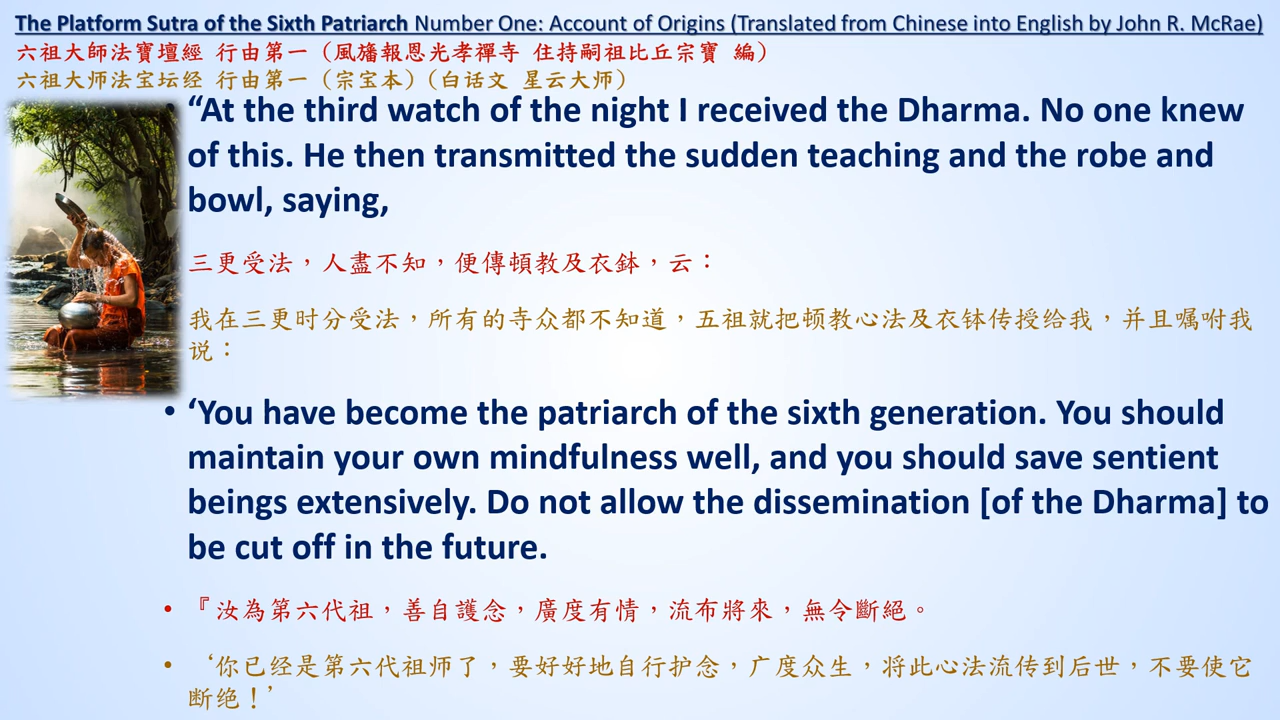 The Platform Sutra of the Sixth Patriarch Number One: Account of Origins (Translated from Chinese into English by John R. McRae)
六祖大師法寶壇經 行由第一 (風旛報恩光孝禪寺 住持嗣祖比丘宗寶 編)
六祖大师法宝坛经 行由第一 (宗宝本) (白话文 星云大师)
• “At the third watch of the night I received the Dharma. No one knew
of this. He then transmitted the sudden teaching and the robe and
bowl, saying,
三更受法，人盡不知，便傳頓教及衣鉢，云：
我在三更时分受法，所有的寺众都不知道，五祖就把顿教心法及衣钵传授给我，并且嘱咐我
说：
• ‘You have become the patriarch of the sixth generation. You should
maintain your own mindfulness well, and you should save sentient
beings extensively. Do not allow the dissemination [of the Dharma] to
be cut off in the future.
• 『汝為第六代祖，善自護念，廣度有情，流布將來，無令斷絕。
• ‘你已经是第六代祖师了，要好好地自行护念，广度众生，将此心法流传到后世，不要使它
断绝！’